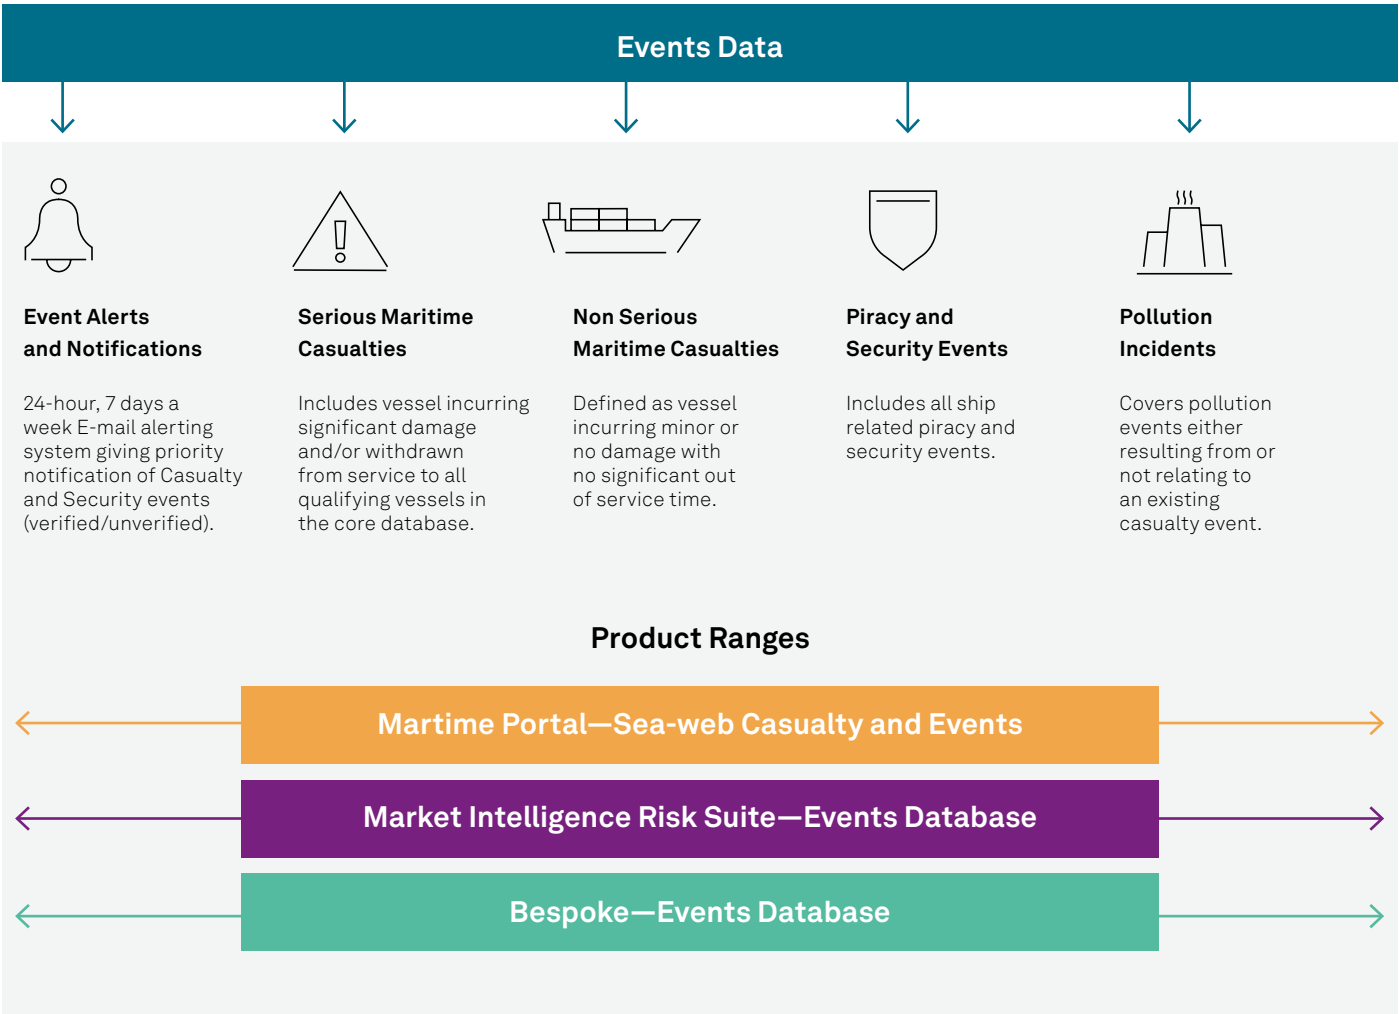 Events Data
Event Alerts
and Notifications
24-hour, 7 days a
week E-mail alerting
system giving priority
notification of Casualty
and Security events
(verified/unverified).
Serious Maritime
Casualties
Includes vessel incurring
significant damage
and/or withdrawn
from service to all
qualifying vessels in
the core database.
Non Serious
Maritime Casualties
Defined as vessel
incurring minor or
no damage with
no significant out
of service time.
Piracy and
Security Events
Includes all ship
related piracy and
security events.
Pollution
Incidents
Covers pollution
events either
resulting from or
not relating to
an existing
casualty event.
Product Ranges
Martime Portal—Sea-web Casualty and Events
Market Intelligence Risk Suite—Events Database
Bespoke—Events Database